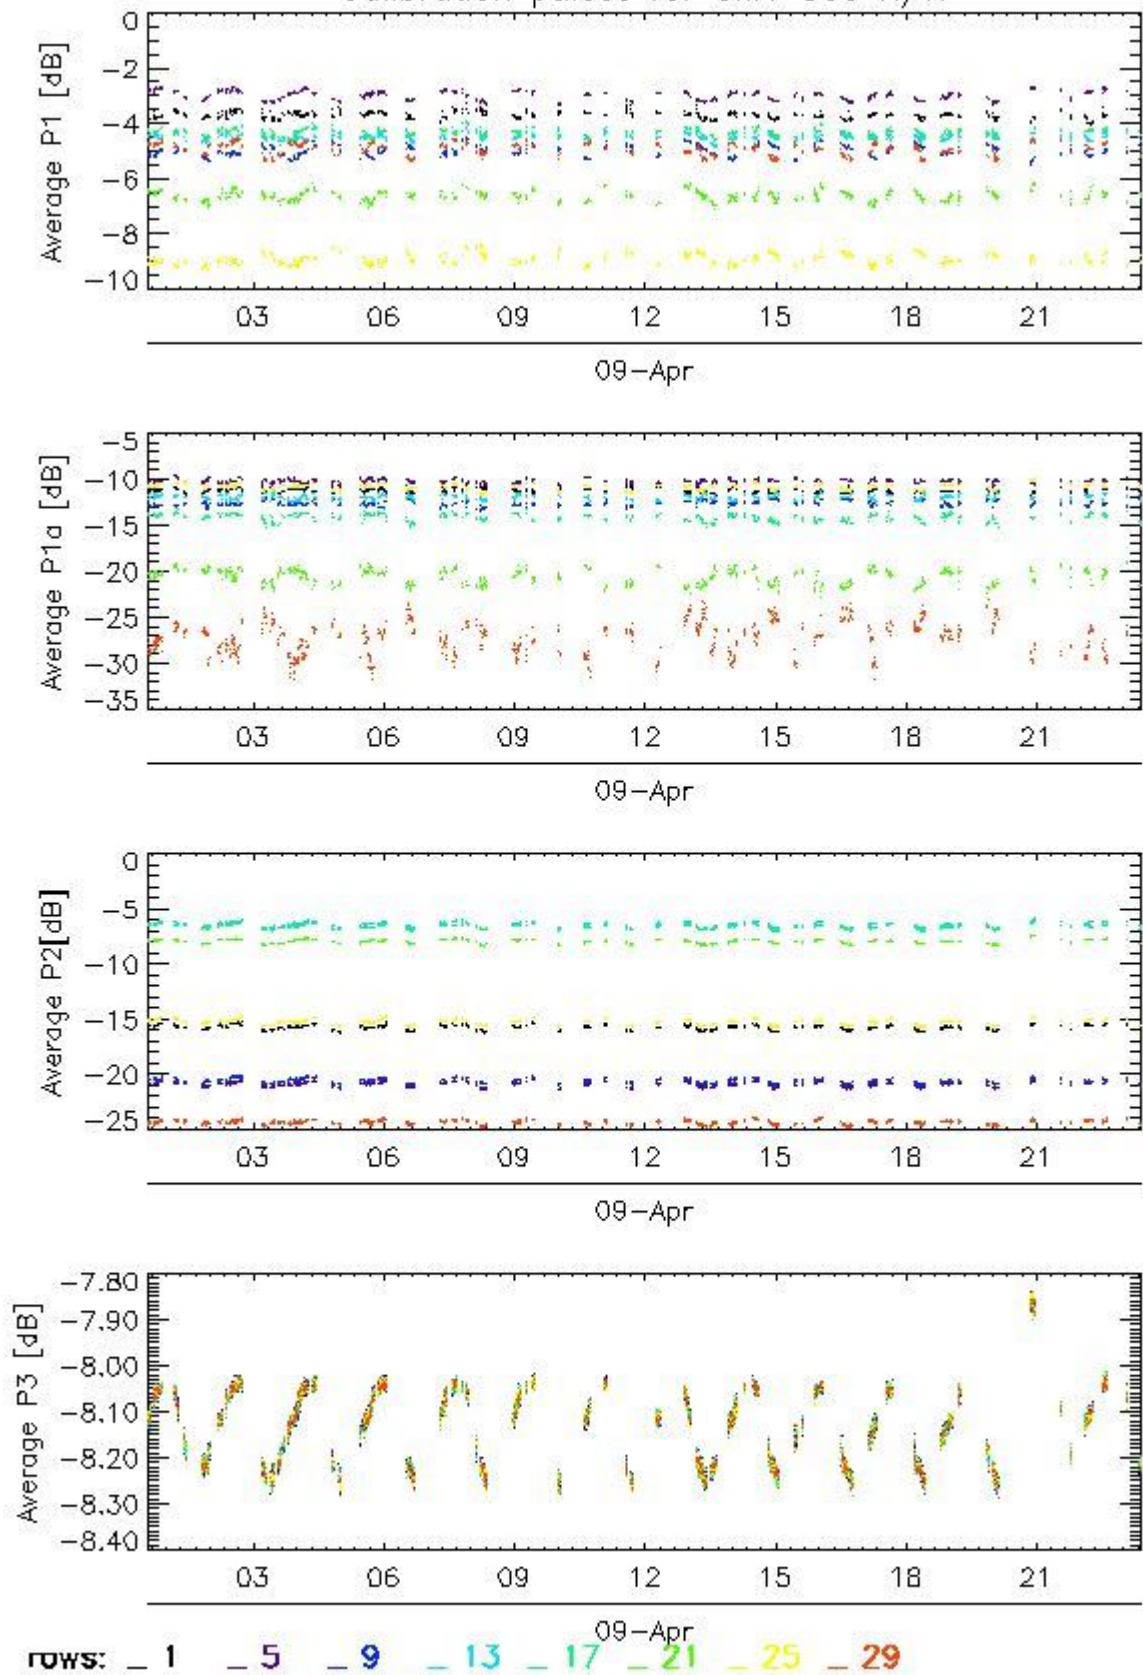 Calibration pulses for
0
−2
−4
−6
−8
−10
Average P1 [dB]
03 06 09 12 15 18 21
09−Apr
−5
−10
−15
−20
−25
−30
−35
Average P1a [dB]
03 06 09 12 15 18 21
09−Apr
0
−5
−10
−15
−20
−25
Average P2[dB]
03 06 09 12 15 18 21
09−Apr
−7.80
−7.90
−8.00
−8.10
−8.20
−8.30
−8.40
Average P3 [dB]
03 06 09 12 15 18 21
09−Apr
rows: _ 1 _ 5 _ 9 _ 13 _ 17 _ 21 _ 25 _ 29